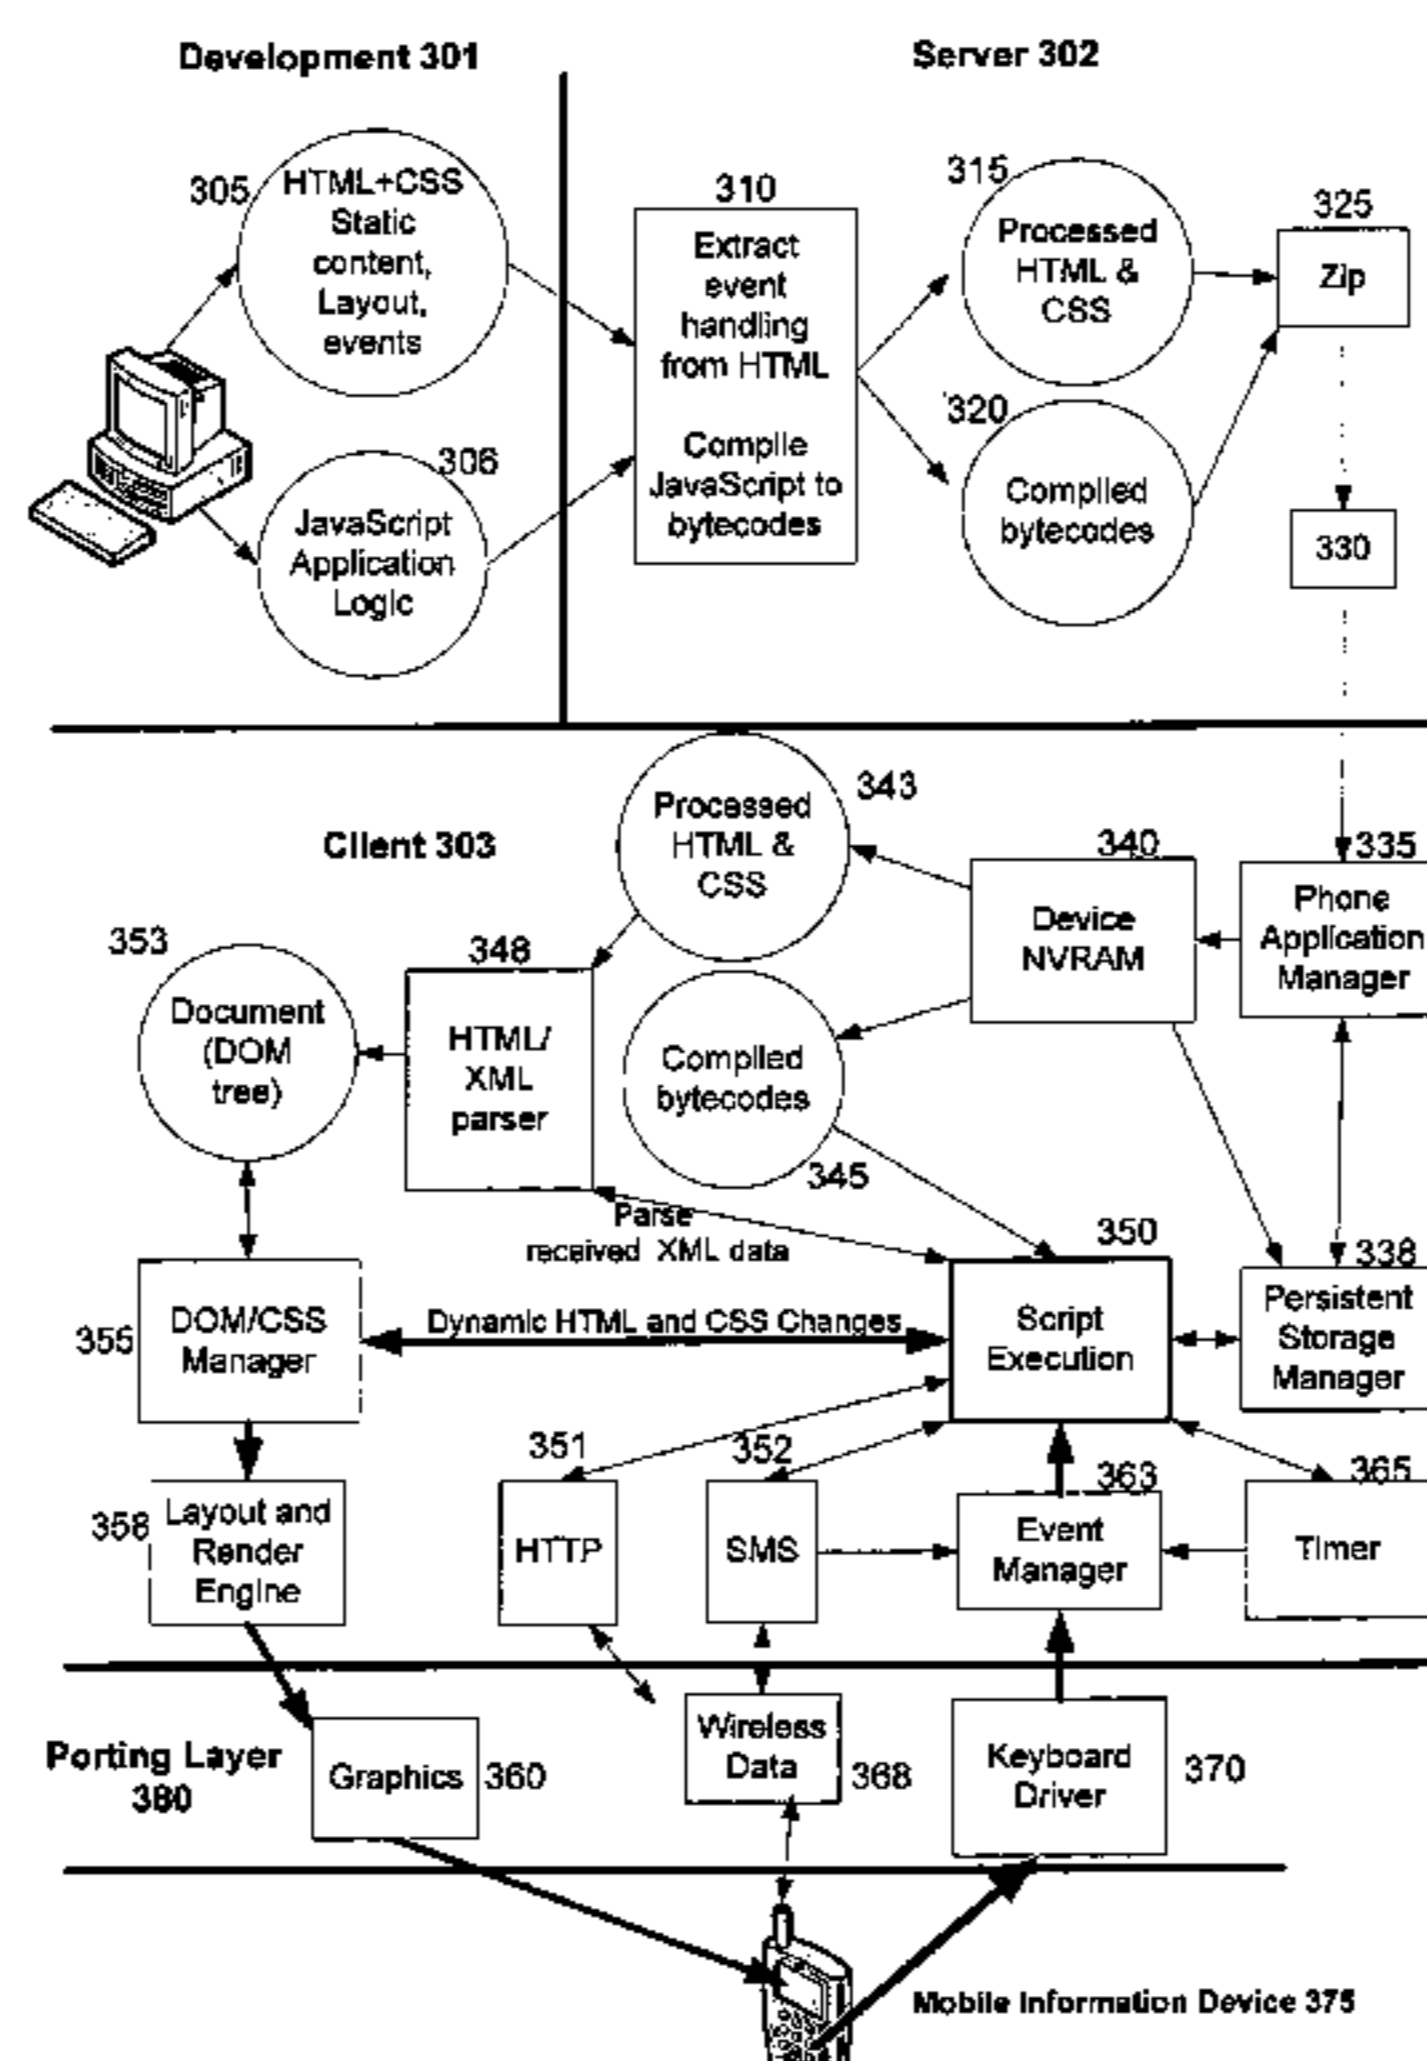 Development 301
Server 302
305
HTML+CSS
Static
content,
Layout,
events
306
JavaScript
Application
Logic
310
Extract
event
handling
from HTML
Compile
JavaScript to
bytecodes
315
Processed
HTML &
CSS
320
Compiled
bytecodes
325
Zip
330
Client 303
343
Processed
HTML &
CSS
340
Device
NVRAM
335
Phone
Application
Manager
353
Document
(DOM
tree)
348
HTML/
XML
parser
Compiled
bytecodes
345
Parse
received XML data
350
Script
Execution
338
Persistent
Storage
Manager
355
DOM/CSS
Manager
Dynamic HTML and CSS Changes
358
Layout and
Render
Engine
351
HTTP
352
SMS
363
Event
Manager
365
Timer
Porting Layer
380
Graphics
360
Wireless
Data
368
Keyboard
Driver
370
Mobile Information Device 375